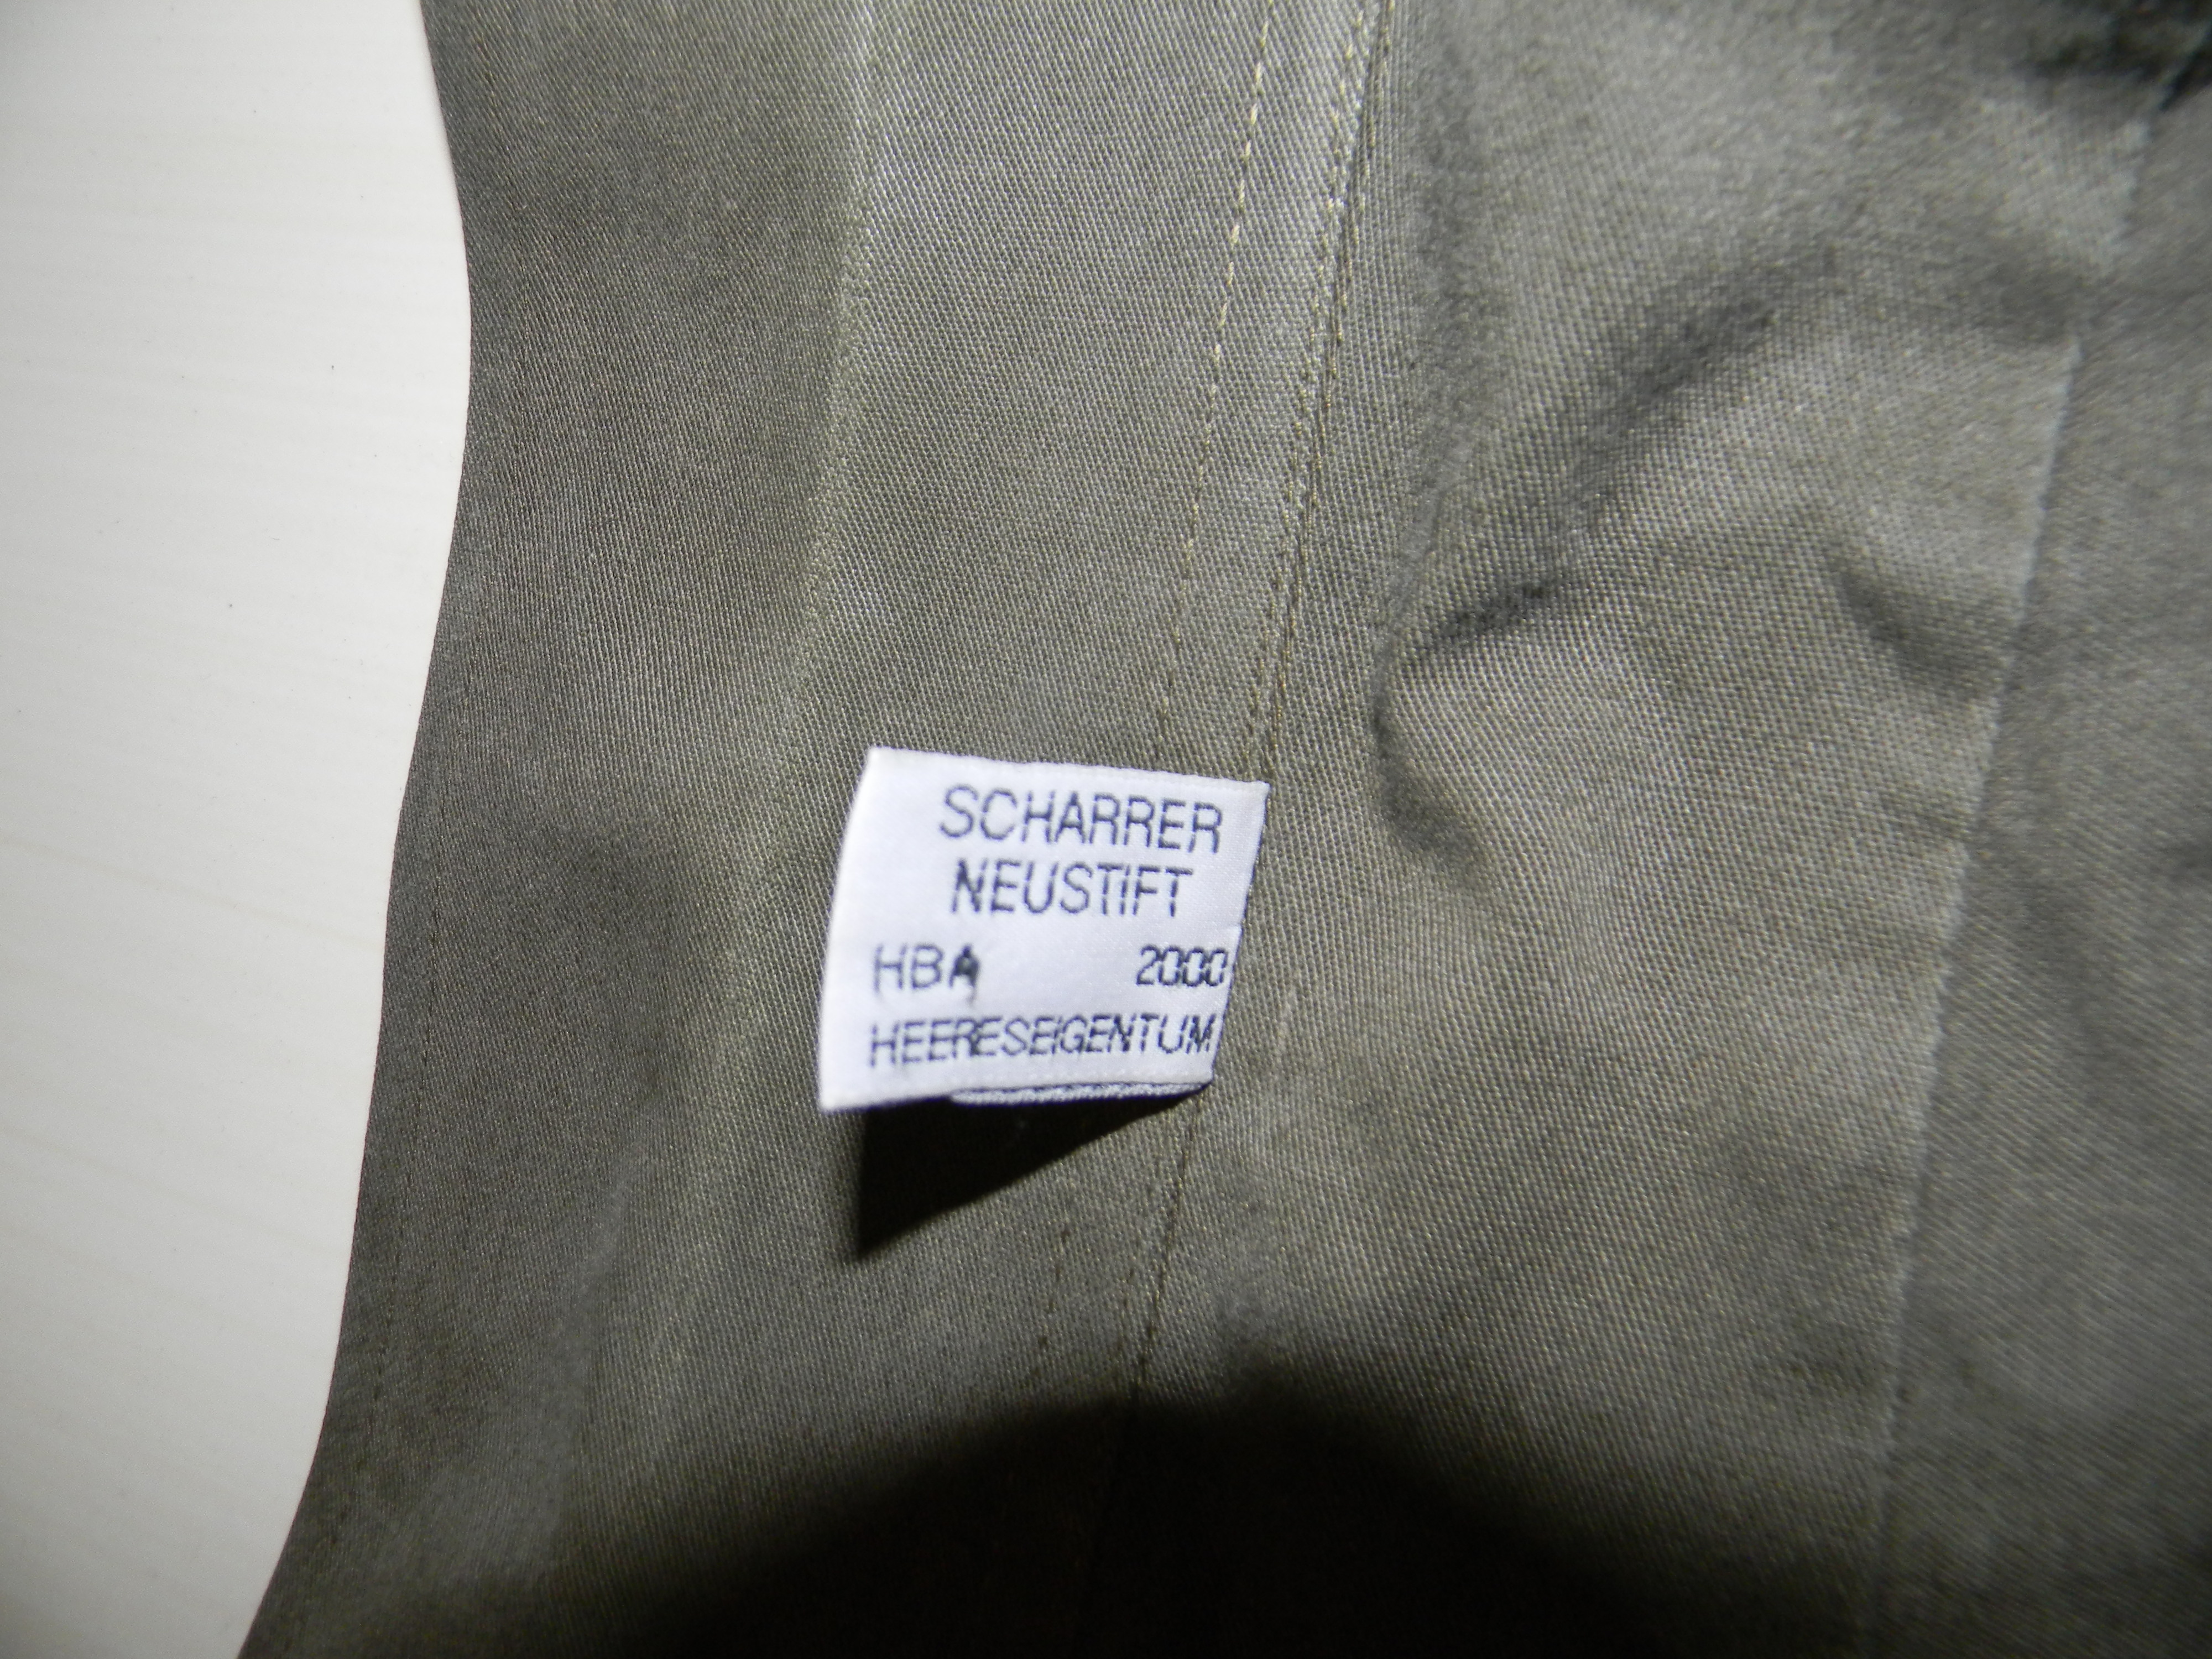 SCHARRER
NEUSTIFT
HBA 2000
HEERESEIGENTUM